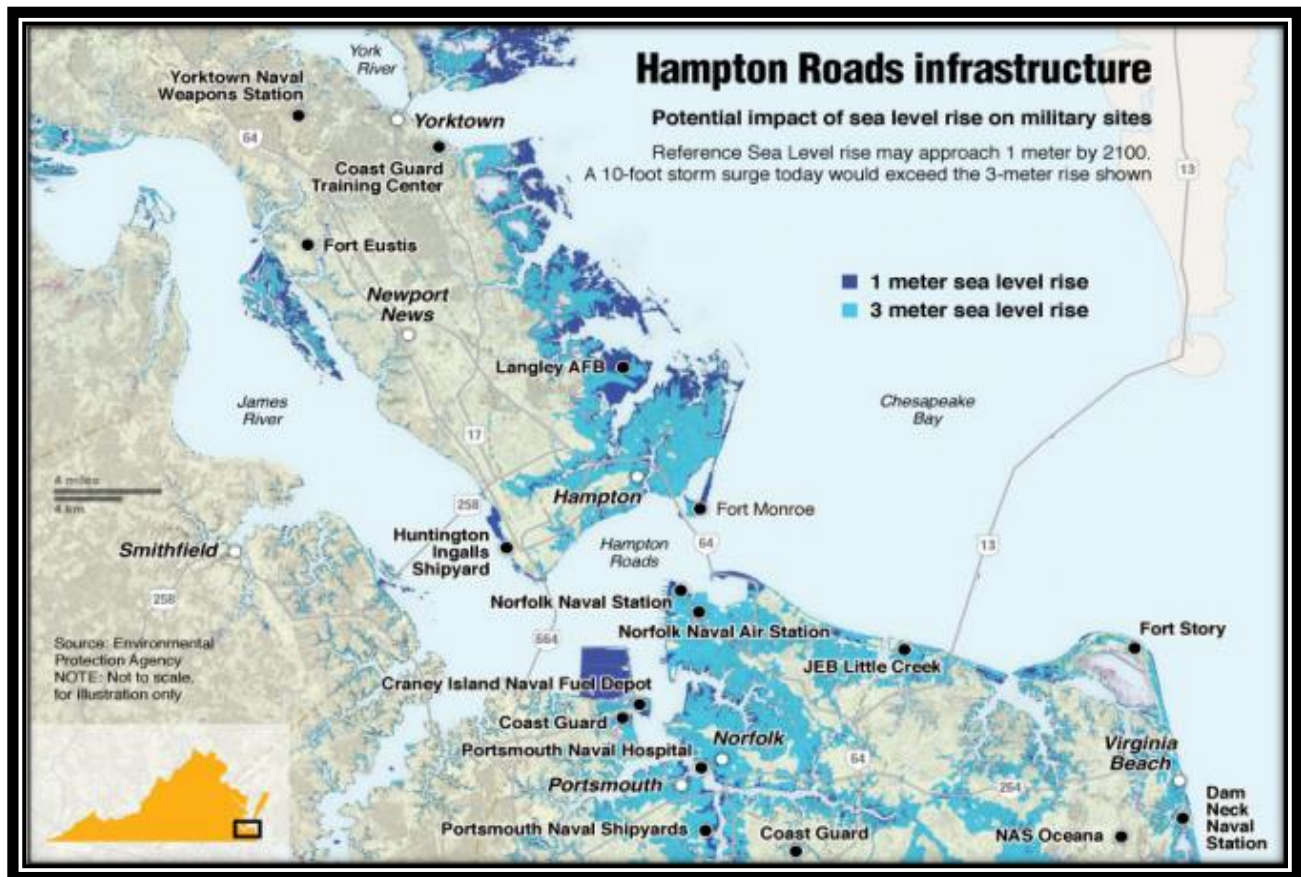 Hampton Roads infrastructure
Potential impact of sea level rise on military sites
Reference Sea Level rise may approach 1 meter by 2100.
A 10-foot storm surge today would exceed the 3-meter rise shown
1 meter sea level rise
3 meter sea level rise
York
River
Yorktown Naval
Weapons Station
64
Yorktown
Coast Guard
Training Center
13
Fort Eustis
Newport
News
Langley AFB
James
River
Chesapeake
Bay
17
4 miles
4 km
258
Hampton
Fort Monroe
Huntington
Ingalls
Shipyard
Hampton
Roads
64
13
Smithfield
258
Norfolk Naval Station
Norfolk Naval Air Station
Fort Story
664
JEB Little Creek
Source: Environmental
Protection Agency
NOTE: Not to scale,
for illustration only
Craney Island Naval Fuel Depot
Coast Guard
Norfolk
Portsmouth Naval Hospital
64
Virginia
Beach
Portsmouth
264
Dam
Neck
Naval
Station
Portsmouth Naval Shipyards
Coast Guard
NAS Oceana